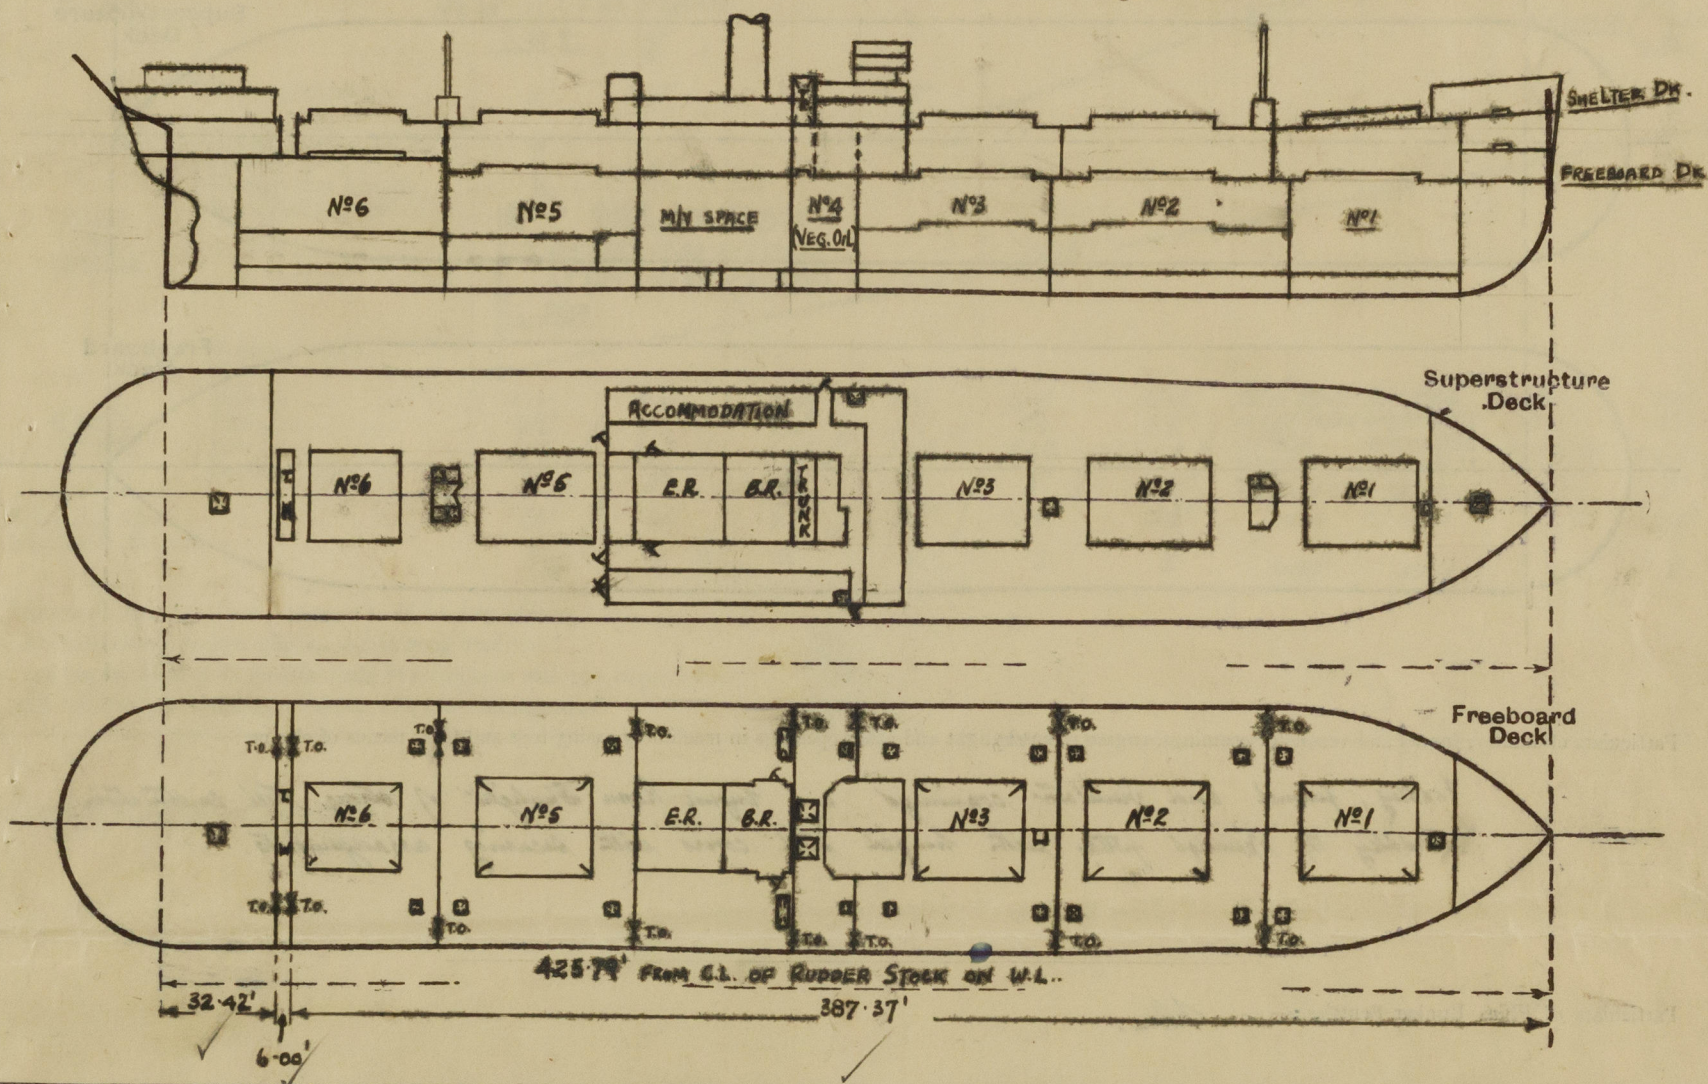 SHELTER DK.
FREEBOARD DK
Nº6
Nº5
M/Y SPACE
Nº4
(VEG. OIL)
Nº3
Nº2
Nº1
Superstructure
Deck
ACCOMMODATION
Nº6
Nº5
E.R.
B.R.
TRUNK
Nº3
Nº2
Nº1
Freeboard
Deck
T.O. T.O.
T.O.
T.O.
T.O.
T.O.
T.O.
T.O.
Nº6
Nº5
E.R.
B.R.
Nº3
Nº2
Nº1
T.O. T.O.
T.O.
T.O.
T.O.
T.O.
T.O.
T.O.
425.79' FROM C.L. OF RUDDER STOCK ON W.L..
32.42'
387.37'
6.00'